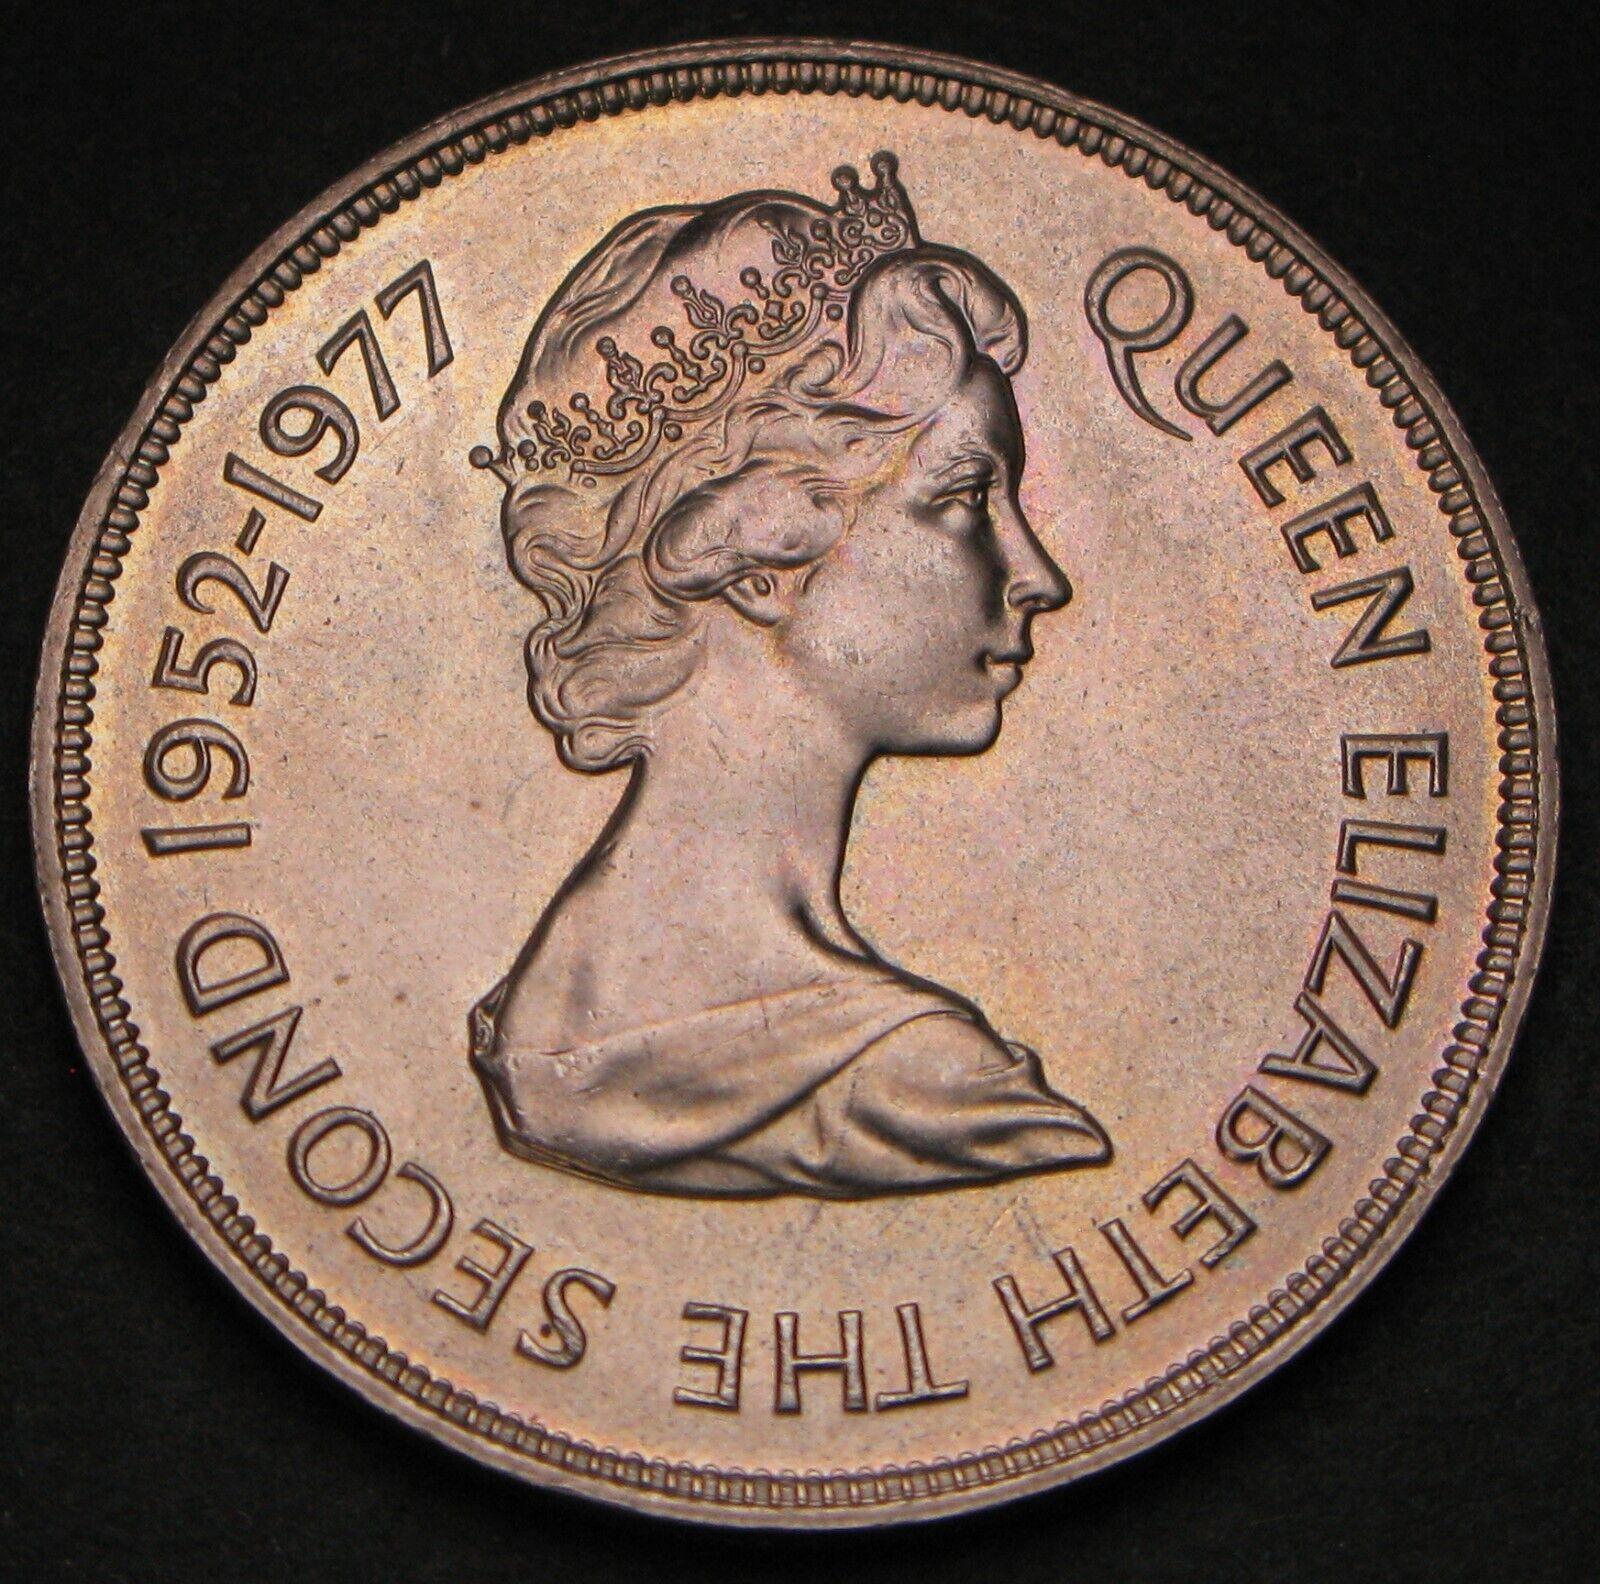 QUEEN ELIZABETH THE SECOND 1952-1977